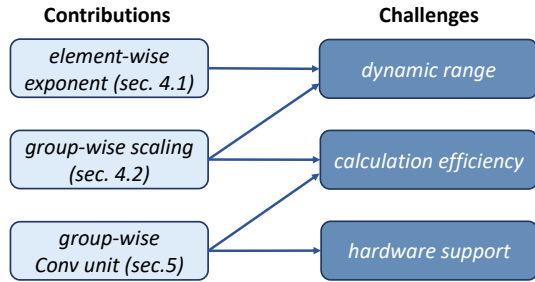 Contributions
Challenges
element-wise
exponent (sec. 4.1)
dynamic range
group-wise scaling
(sec. 4.2)
calculation efficiency
group-wise
Conv unit (sec.5)
hardware support